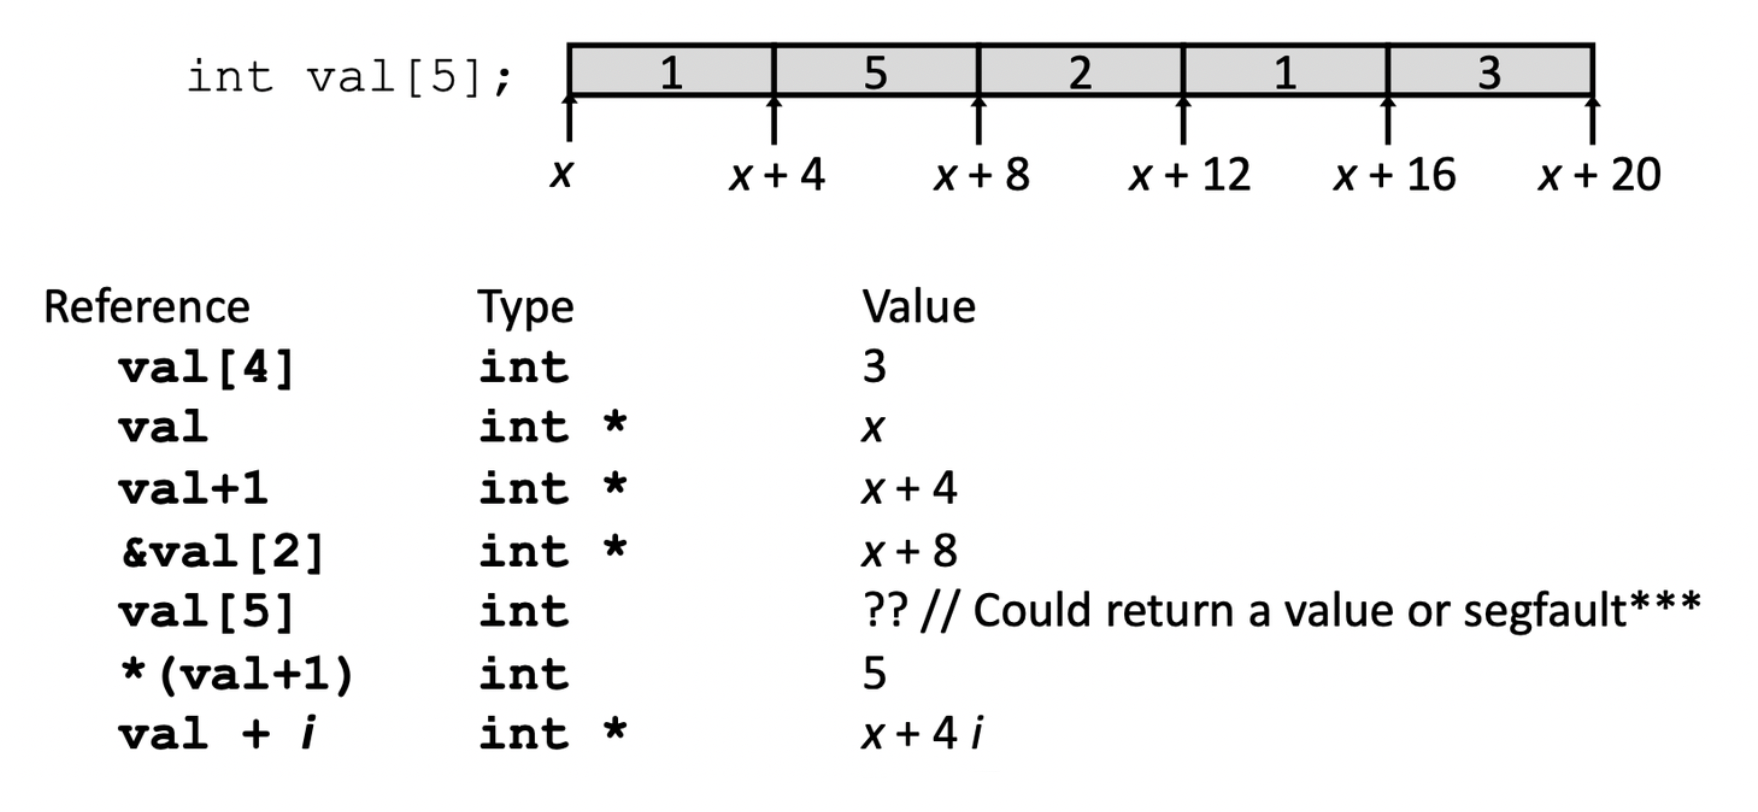 int val[5]; 1 5 2 1 3
x x + 4 x + 8 x + 12 x + 16 x + 20
Reference Type Value
val[4] int 3
val int * x
val+1 int * x + 4
&val[2] int * x + 8
val[5] int ?? // Could return a value or segfault***
*(val+1) int 5
val + i int * x + 4 i